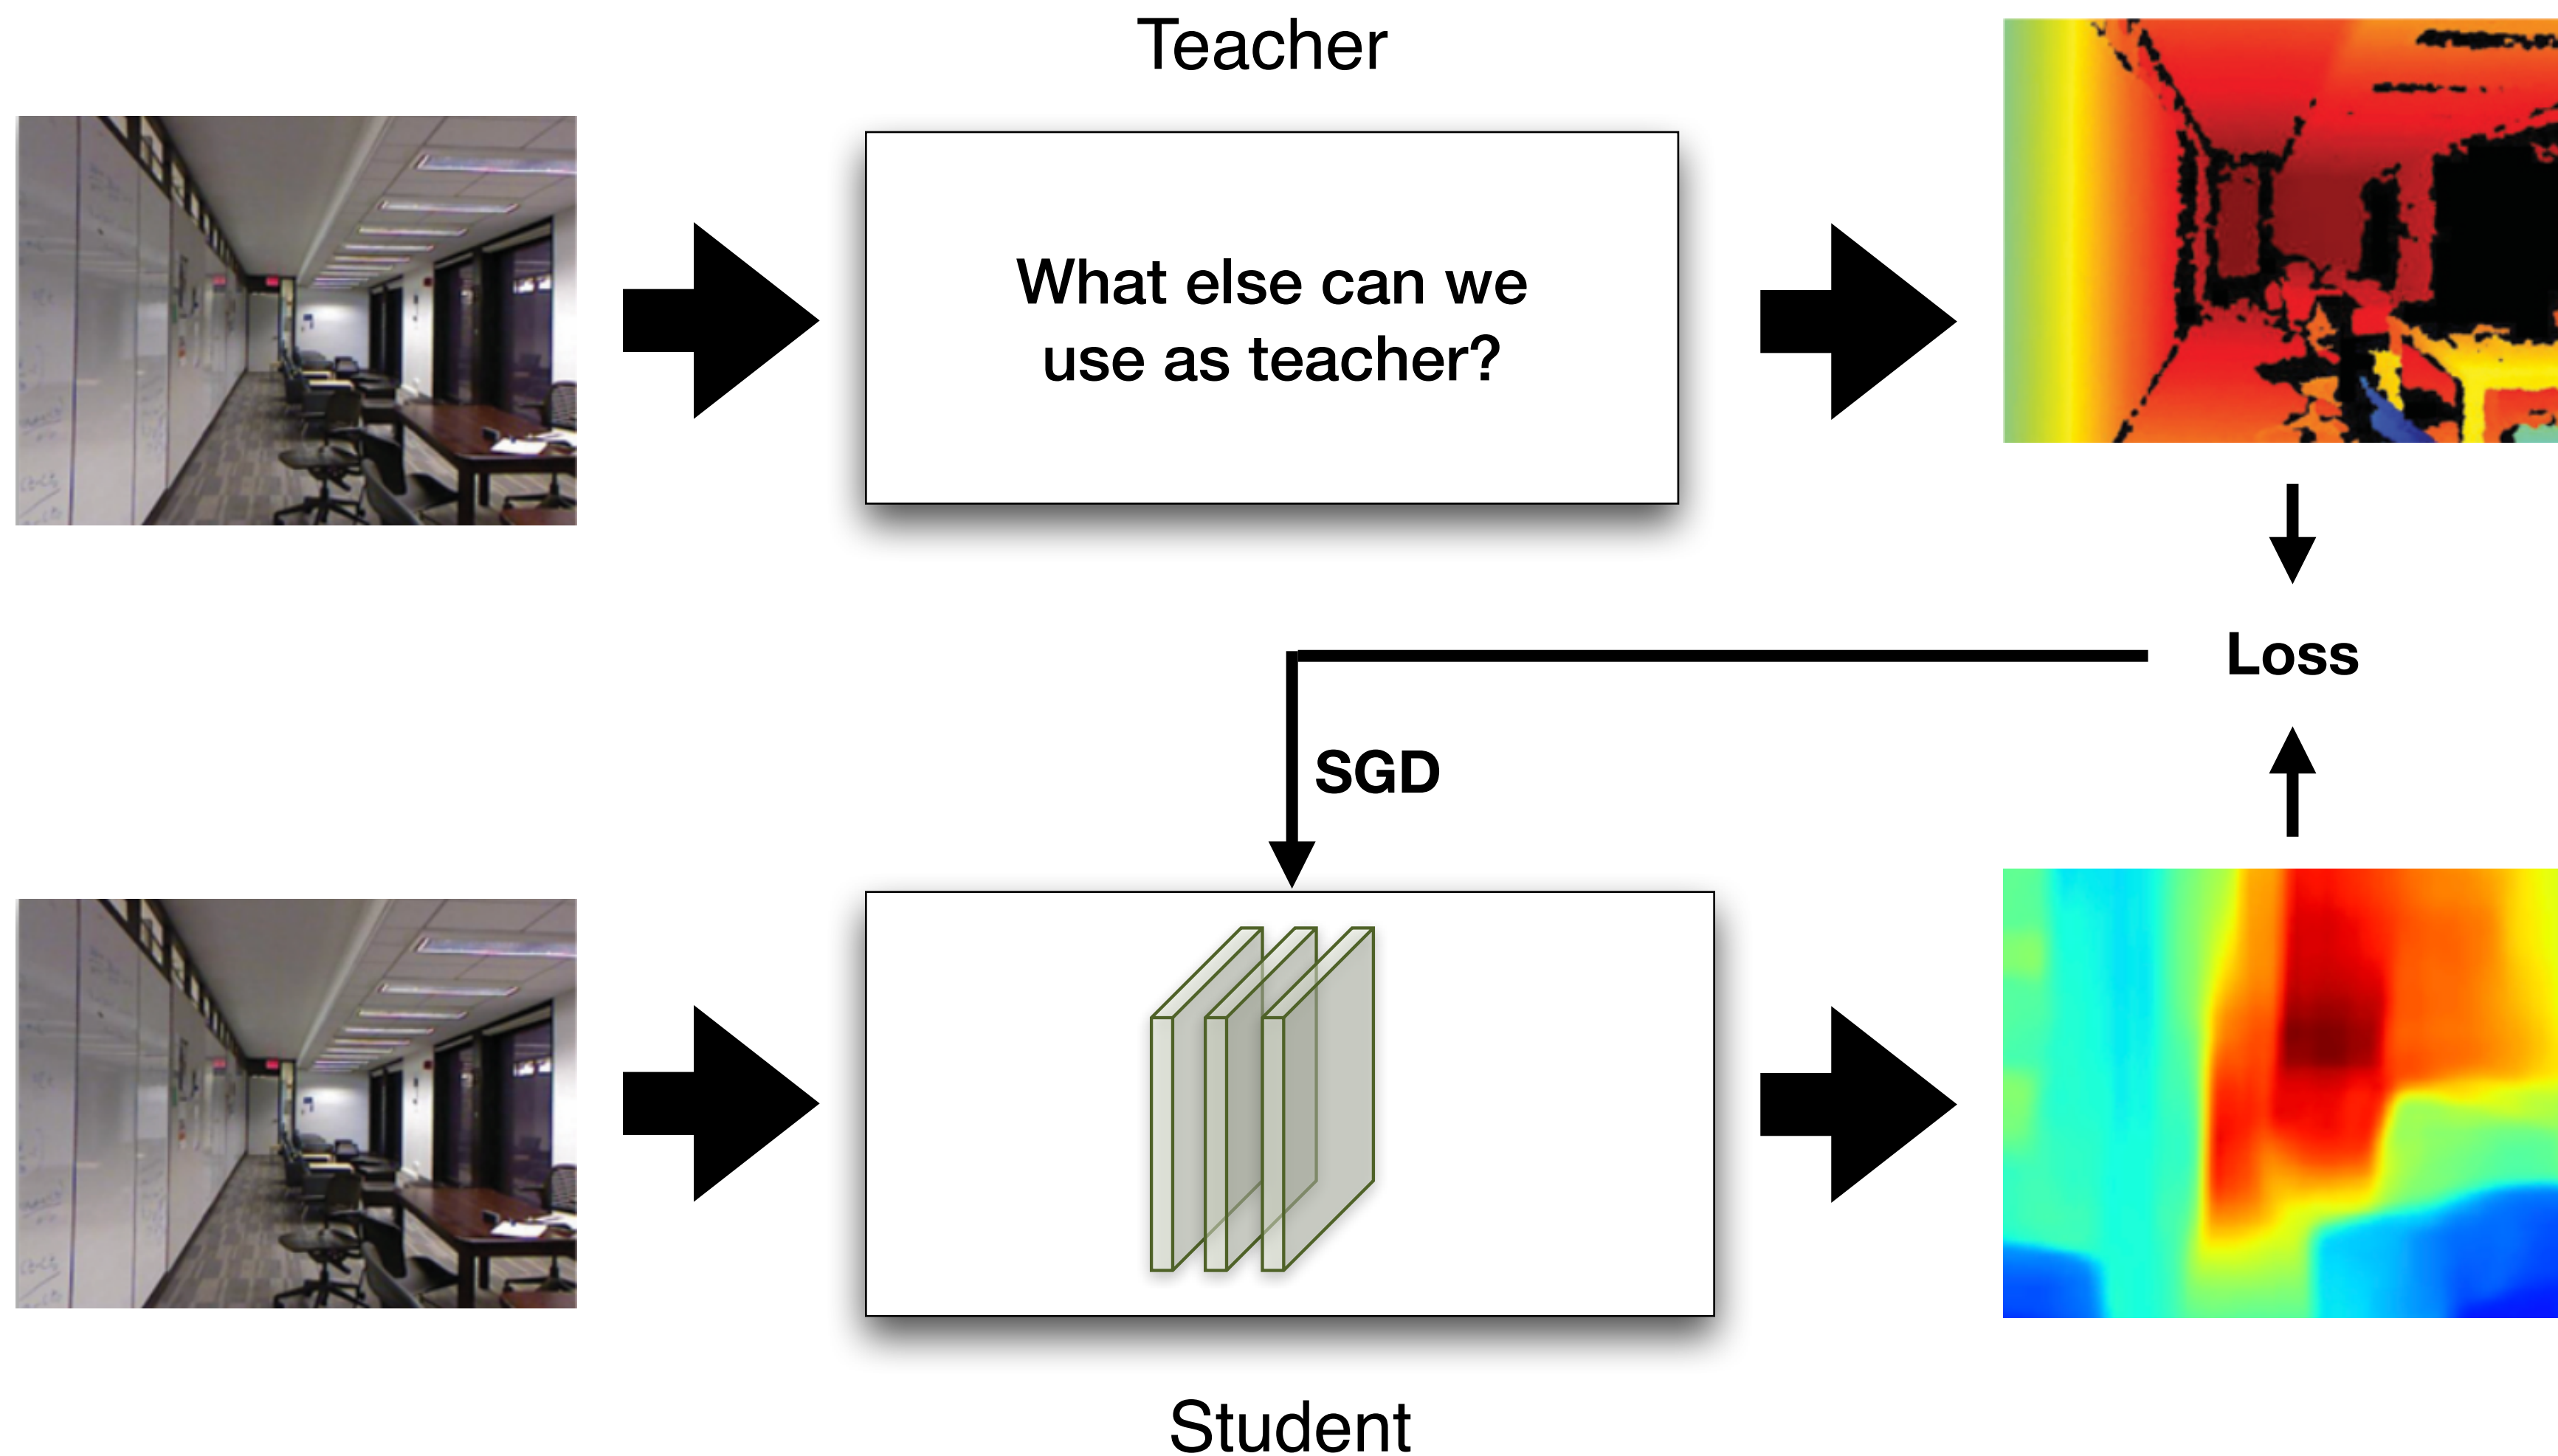 Teacher
What else can we
use as teacher?
Loss
SGD
Student